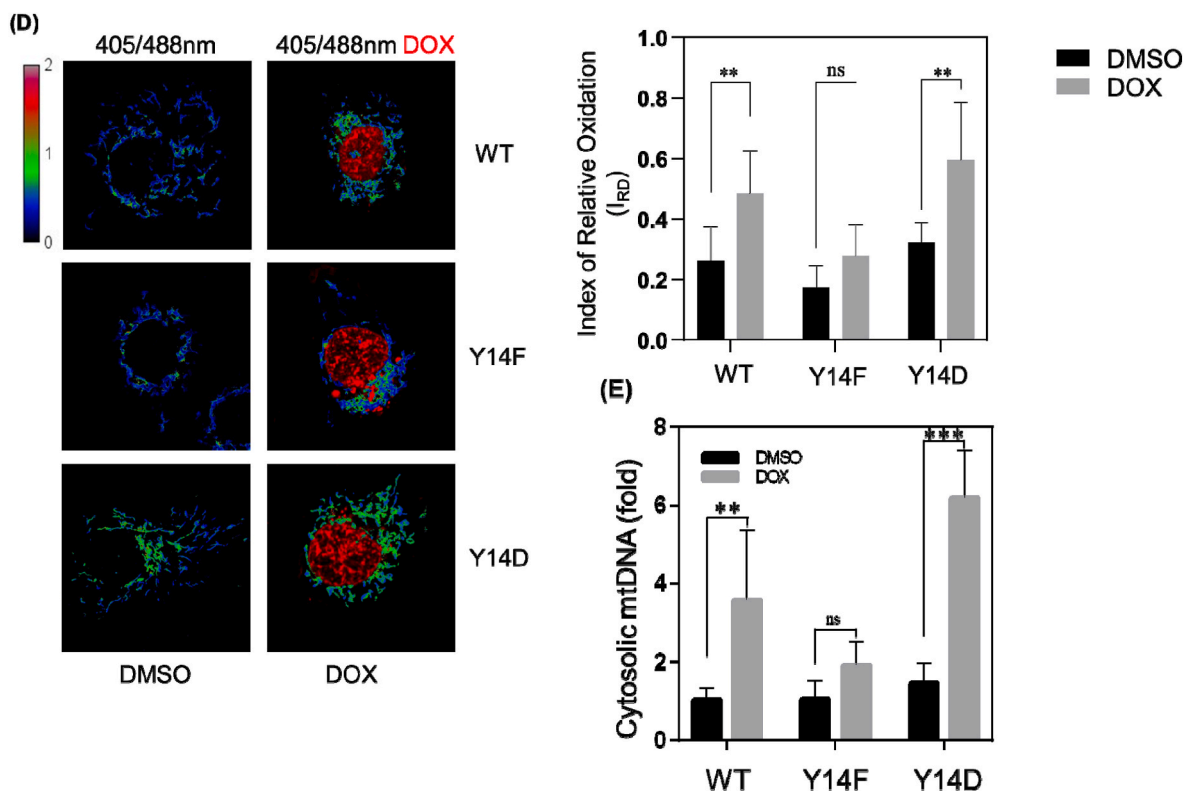 (D)
405/488nm
405/488nm DOX
2
1
0
WT
Y14F
Y14D
DMSO
DOX
Index of Relative Oxidation
(IRD)
1.0
0.8
0.6
0.4
0.2
0.0
**
ns
**
WT
Y14F
Y14D
DMSO
DOX
(E)
Cytosolic mtDNA (fold)
8
6
4
2
0
DMSO
DOX
**
ns
***
WT
Y14F
Y14D